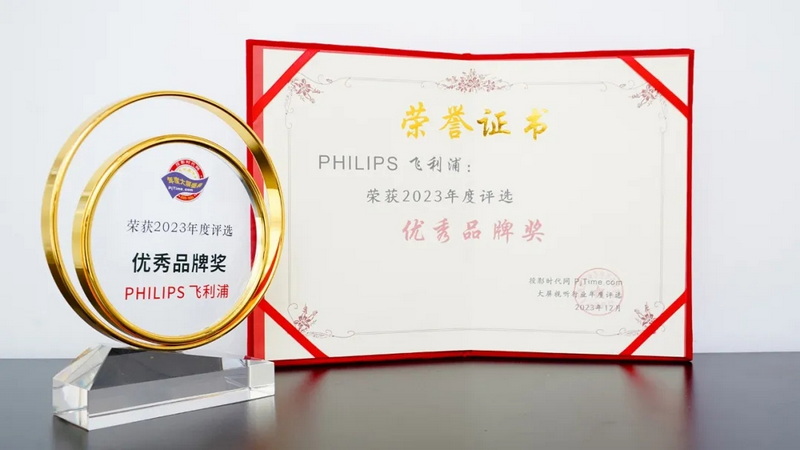 PjTime.com
荣获2023年度评选
优秀品牌奖
PHILIPS 飞利浦
荣誉证书
PHILIPS 飞利浦：
荣获2023年度评选
优秀品牌奖
投影时代网 PjTime.com
大屏视听行业年度评选
2023年12月